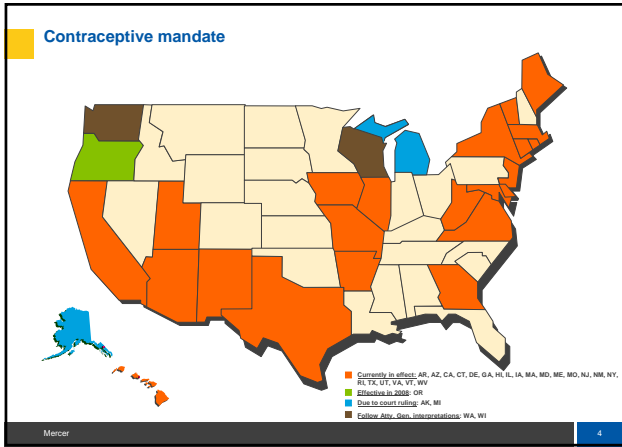 Contraceptive mandate
Currently in effect: AR, AZ, CA, CT, DE, GA, HI, IL, IA, MA, MD, ME, MO, NJ, NM, NY,
RI, TX, UT, VA, VT, WV
Effective in 2008: OR
Due to court ruling: AK, MI
Follow Atty. Gen. interpretations: WA, WI
Mercer
4